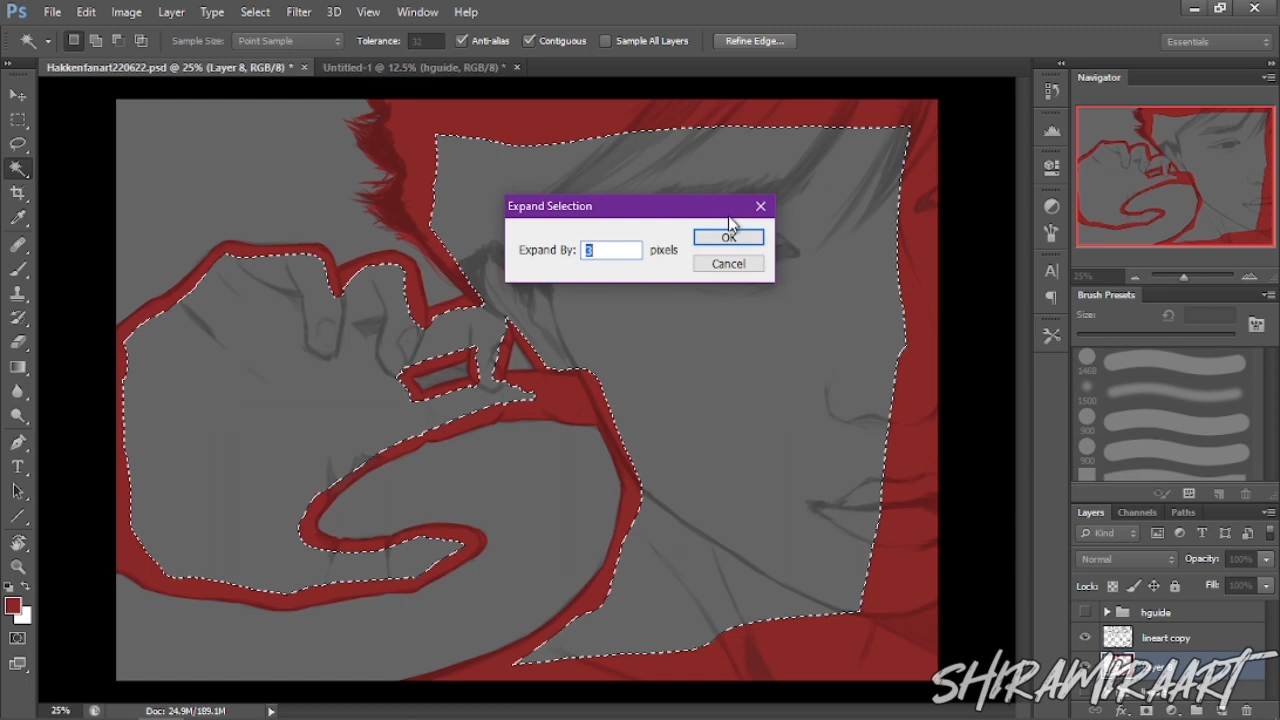 Ps File Edit Image Layer Type Select Filter 3D View Window Help
Sample Size: Point Sample Tolerance: 32 Anti-alias Contiguous Sample All Layers Refine Edge... Essentials
Hakkenfanart220622.psd @ 25% (Layer 8, RGB/8) * × Untitled-1 @ 12.5% (hguide, RGB/8) * ×
Navigator
Expand Selection
Expand By: 3 pixels
OK
Cancel
25%
Brush Presets
Size:
1468
1500
900
900
Layers Channels Paths
Kind
Normal Opacity: 100%
Lock: Fill: 100%
hguide
lineart copy
SHIRAMIRAART
25% Doc: 24.9M/189.1M